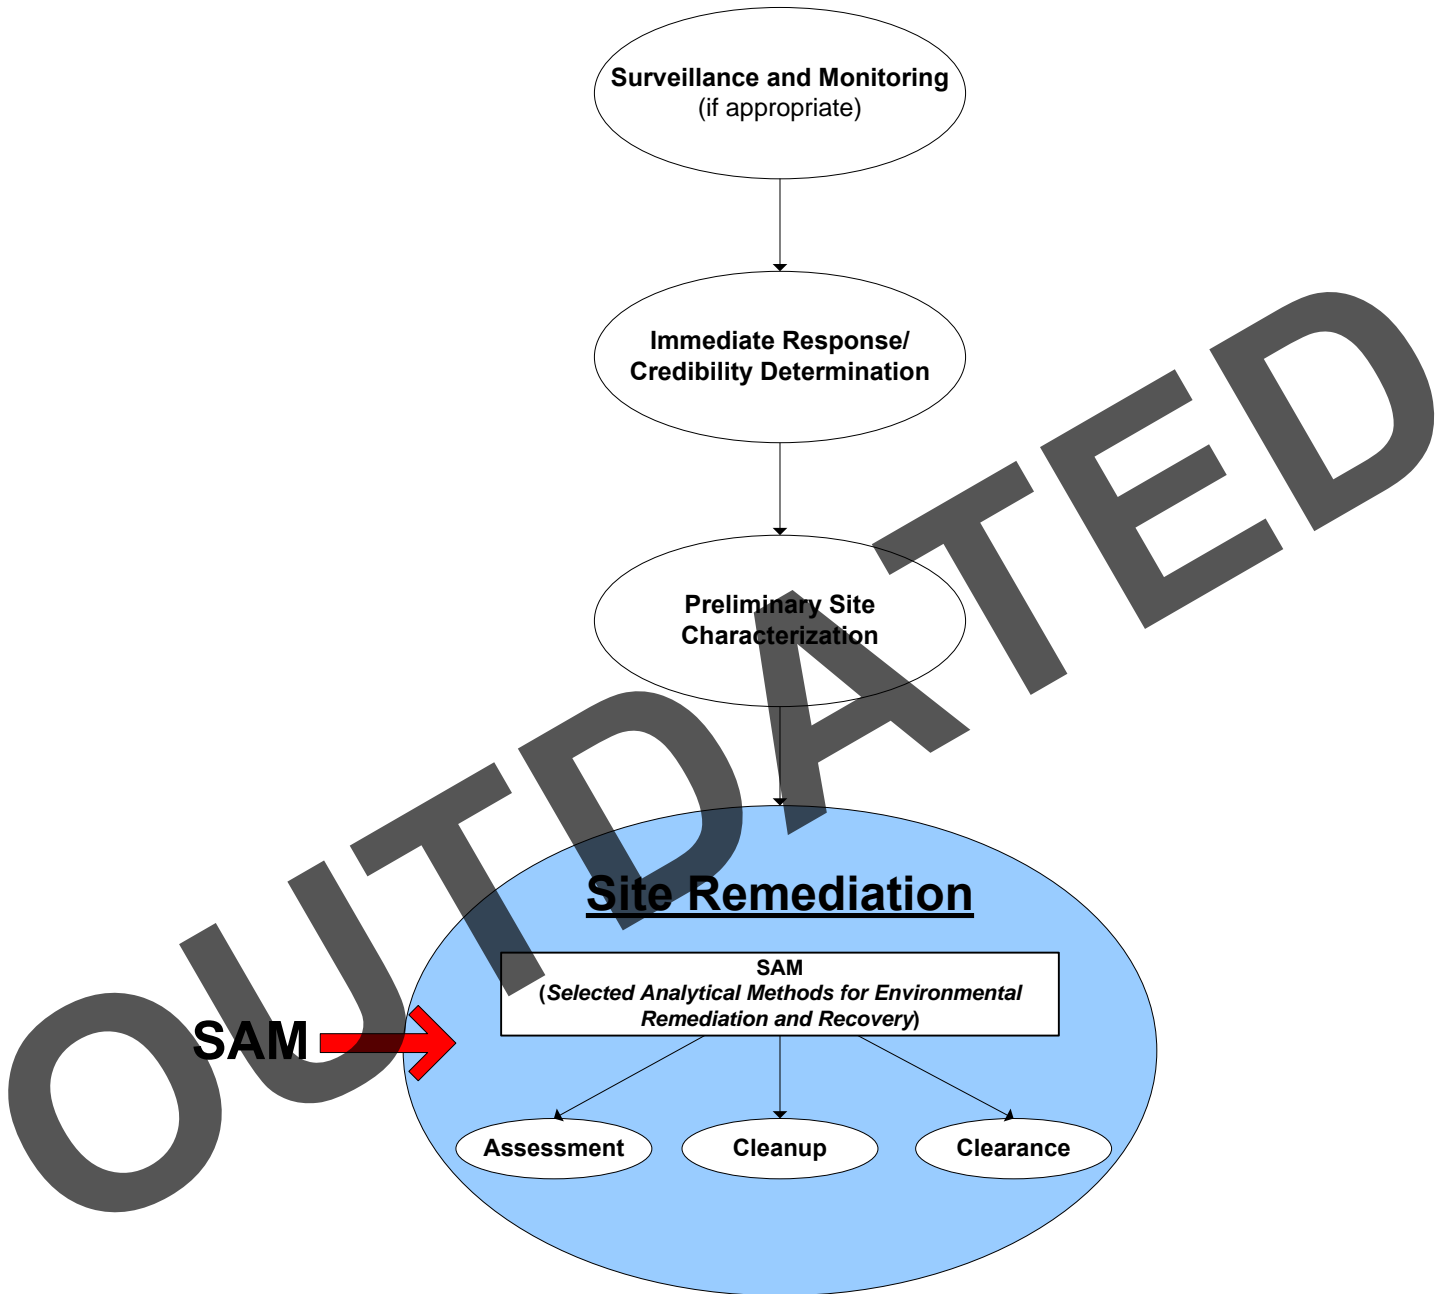 Surveillance and Monitoring
(if appropriate)
Immediate Response/
Credibility Determination
Preliminary Site
Characterization
Site Remediation
SAM
(Selected Analytical Methods for Environmental
Remediation and Recovery)
SAM
Assessment
Cleanup
Clearance
OUTDATED